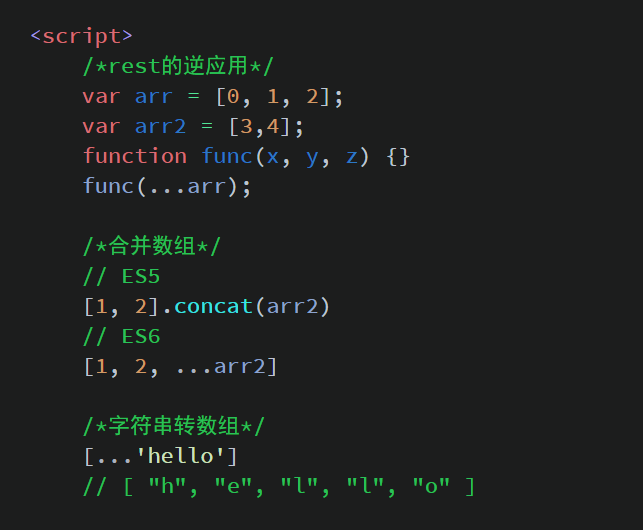 <script>
/*rest的逆应用*/
var arr = [0, 1, 2];
var arr2 = [3,4];
function func(x, y, z) {}
func(...arr);
/*合并数组*/
// ES5
[1, 2].concat(arr2)
// ES6
[1, 2, ...arr2]
/*字符串转数组*/
[...'hello']
// [ "h", "e", "l", "l", "o" ]